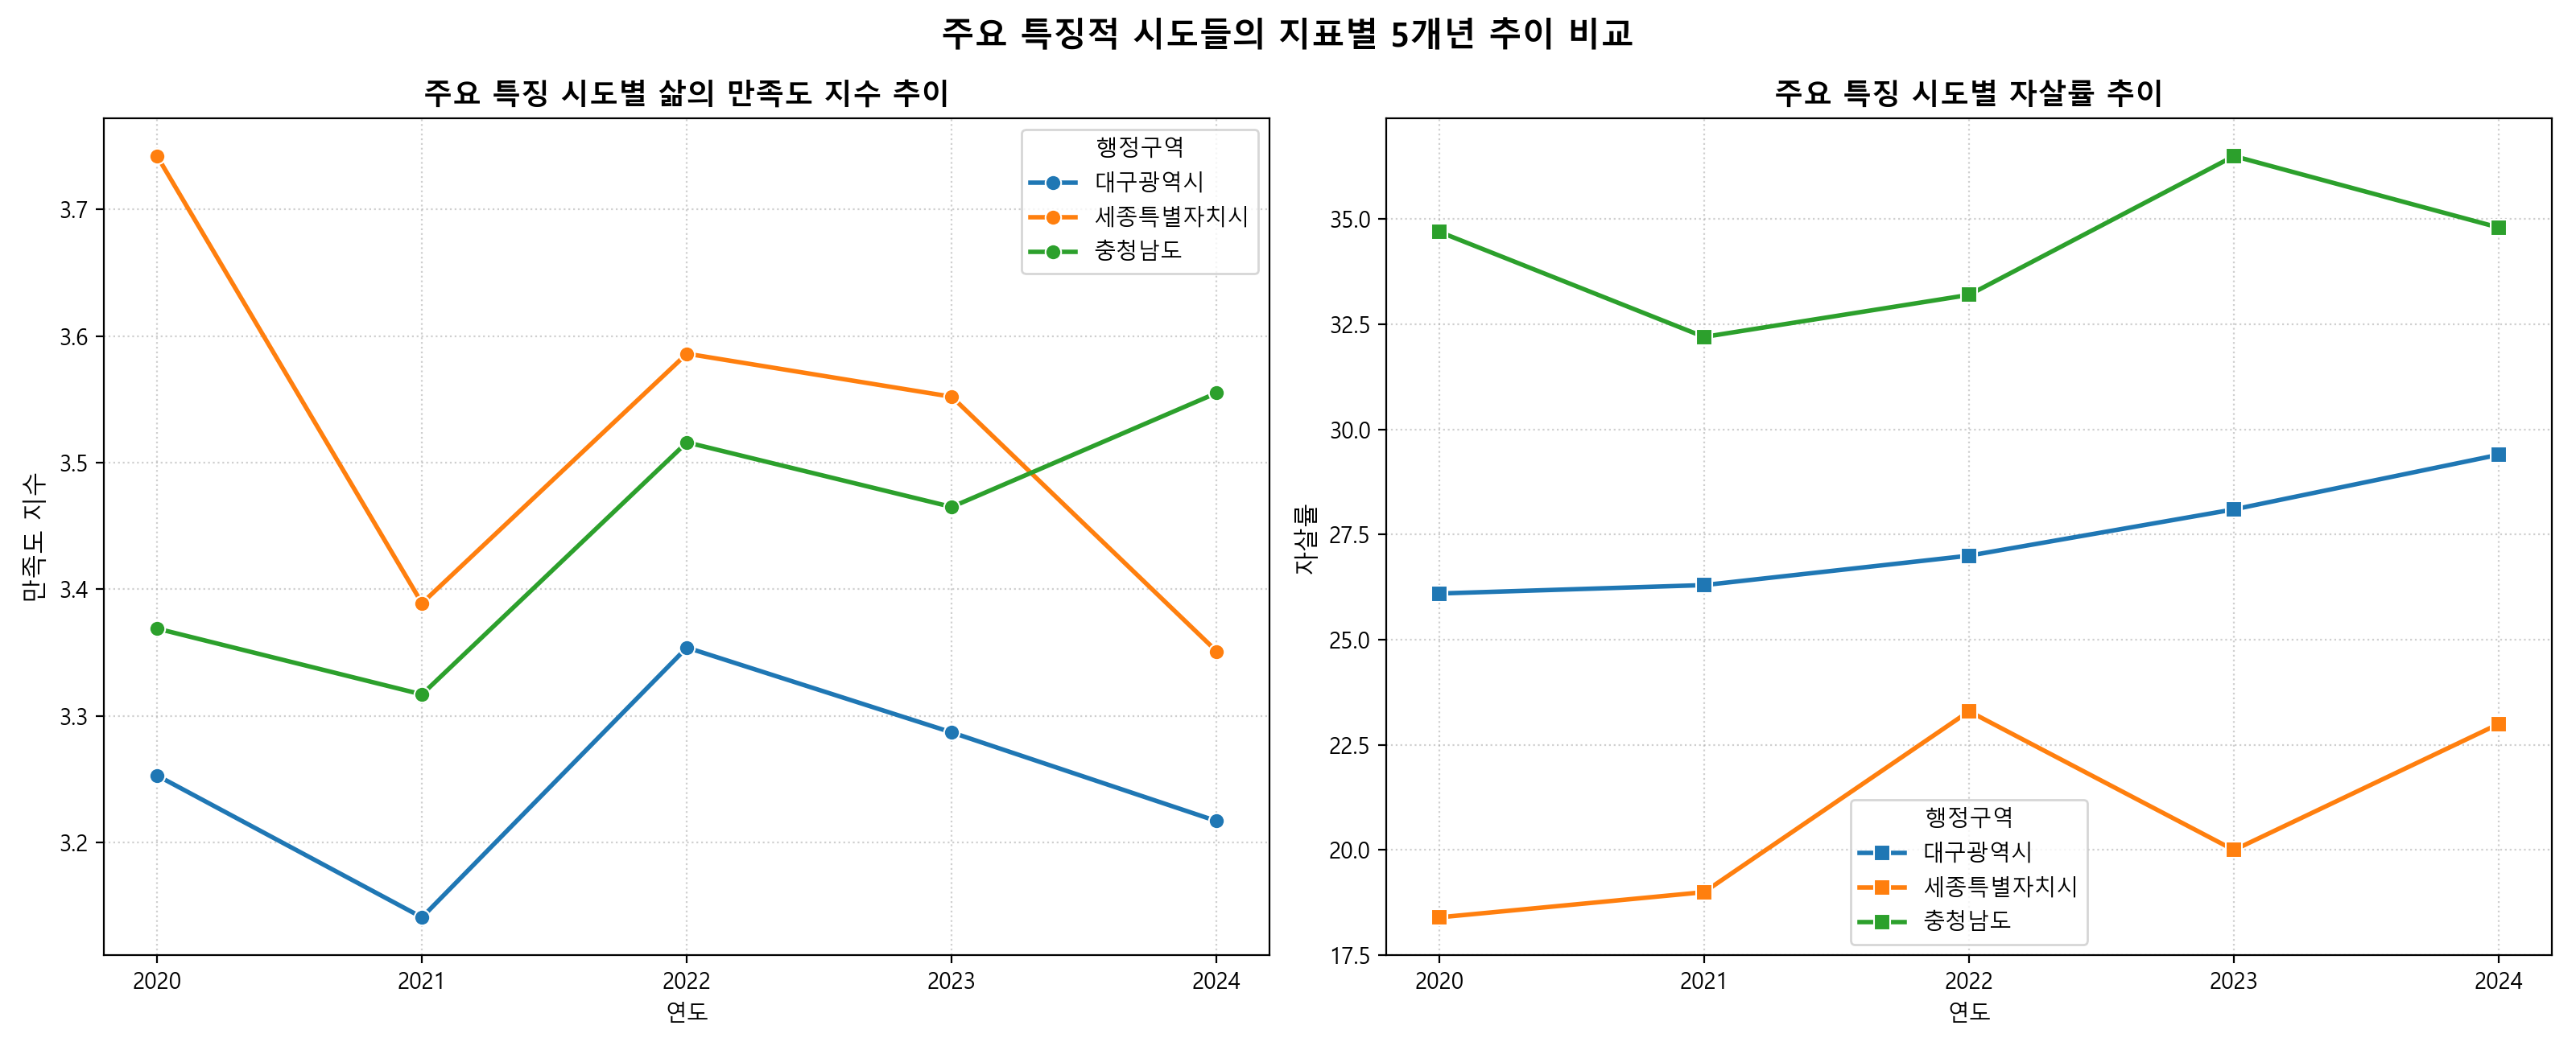 주요 특징적 시도들의 지표별 5개년 추이 비교
주요 특징 시도별 삶의 만족도 지수 추이
만족도 지수
3.7
3.6
3.5
3.4
3.3
3.2
행정구역
대구광역시
세종특별자치시
충청남도
2020
2021
2022
2023
2024
연도
주요 특징 시도별 자살률 추이
자살률
35.0
32.5
30.0
27.5
25.0
22.5
20.0
17.5
행정구역
대구광역시
세종특별자치시
충청남도
2020
2021
2022
2023
2024
연도